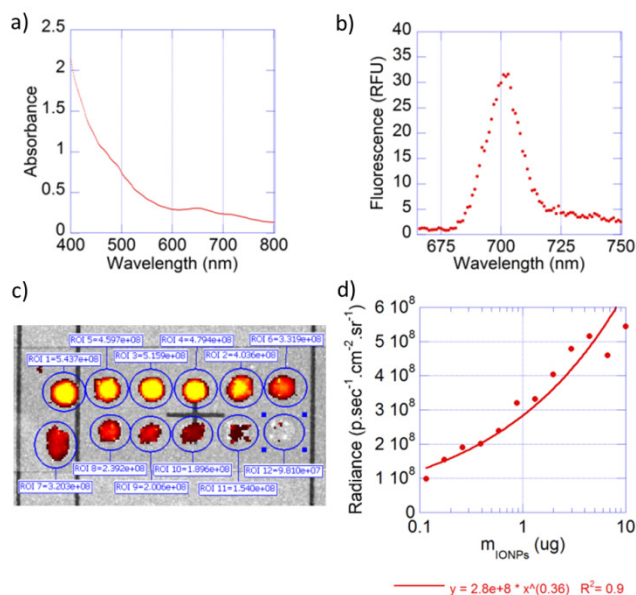 a)
2.5
2
1.5
1
0.5
0
400 500 600 700 800
Absorbance
Wavelength (nm)
b)
40
35
30
25
20
15
10
5
0
675 700 725 750
Fluorescence (RFU)
Wavelength (nm)
c)
ROI 5=4.597e+08 ROI 4=4.794e+08 ROI 6=3.319e+08
ROI 1=5.437e+08 ROI 3=5.159e+08 ROI 2=4.036e+08
ROI 8=2.392e+08 ROI 10=1.896e+08 ROI 12=9.810e+07
ROI 7=3.203e+08 ROI 9=2.006e+08 ROI 11=1.540e+08
d)
6 10⁸
5 10⁸
4 10⁸
3 10⁸
2 10⁸
1 10⁸
0
0.1 1 10
Radiance (p.sec⁻¹.cm⁻².sr⁻¹)
m_IONPs (ug)
y = 2.8e+8 * x^(0.36) R²= 0.9